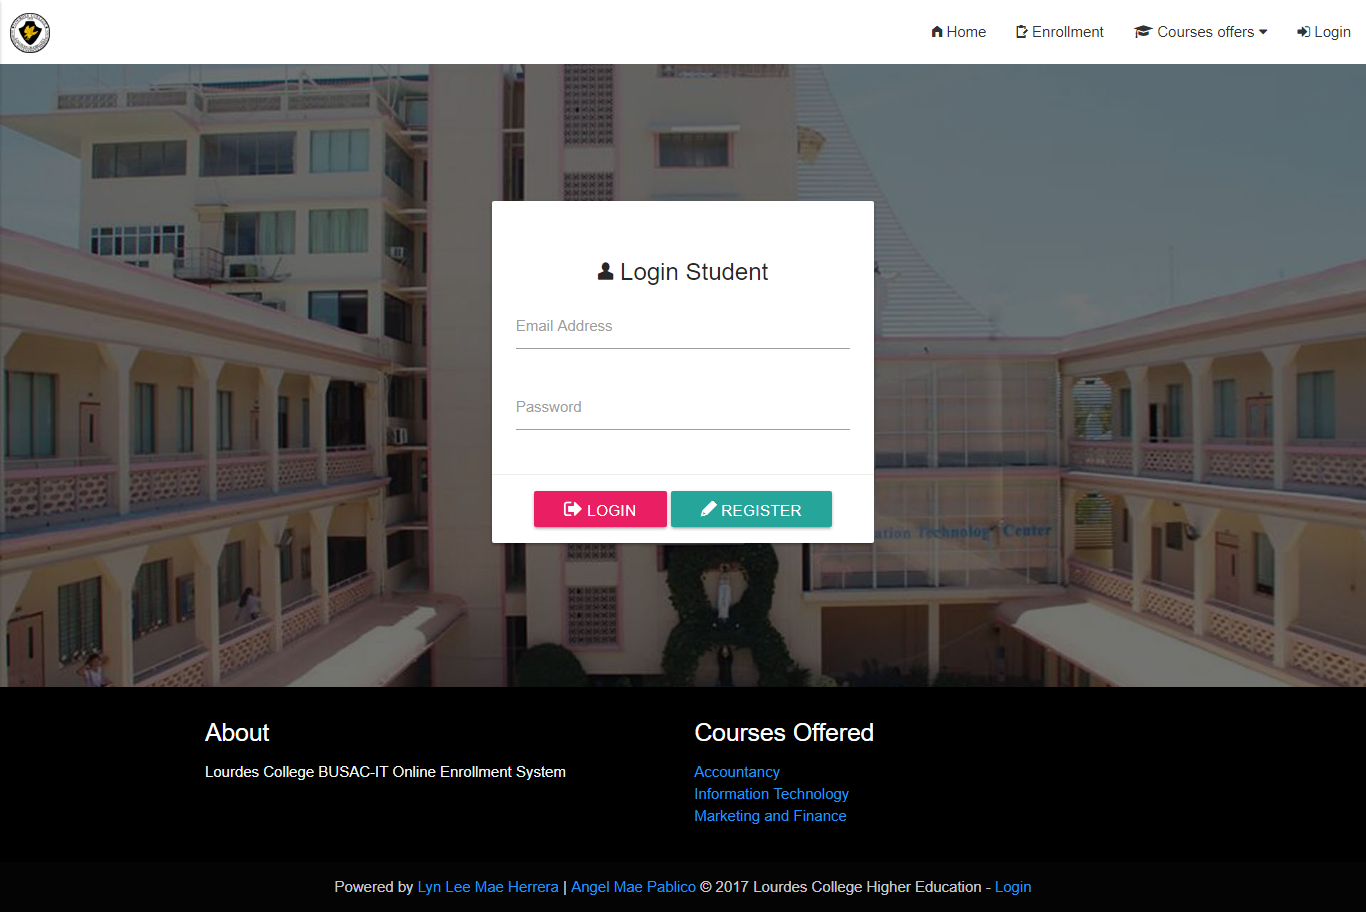 Home
Enrollment
Courses offers
Login
Login Student
Email Address
Password
LOGIN
REGISTER
Technology Center
About
Lourdes College BUSAC-IT Online Enrollment System
Courses Offered
Accountancy
Information Technology
Marketing and Finance
Powered by Lyn Lee Mae Herrera | Angel Mae Pablico © 2017 Lourdes College Higher Education - Login